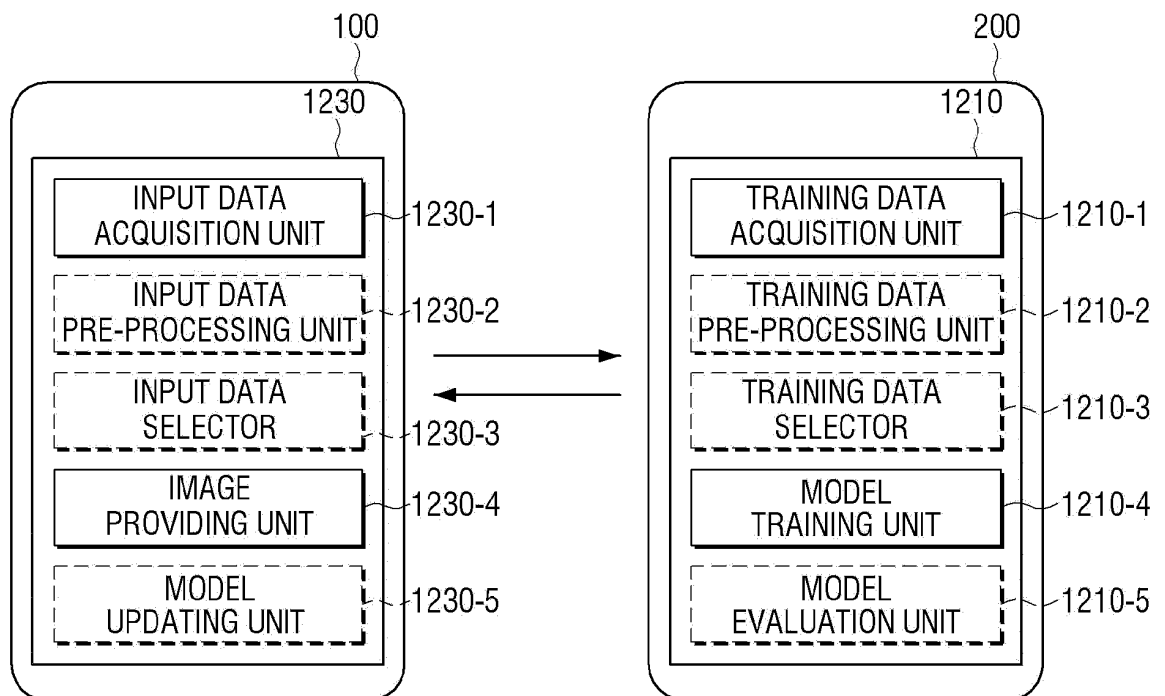 100
1230
INPUT DATA
ACQUISITION UNIT
1230-1
INPUT DATA
PRE-PROCESSING UNIT
1230-2
INPUT DATA
SELECTOR
1230-3
IMAGE
PROVIDING UNIT
1230-4
MODEL
UPDATING UNIT
1230-5
200
1210
TRAINING DATA
ACQUISITION UNIT
1210-1
TRAINING DATA
PRE-PROCESSING UNIT
1210-2
TRAINING DATA
SELECTOR
1210-3
MODEL
TRAINING UNIT
1210-4
MODEL
EVALUATION UNIT
1210-5